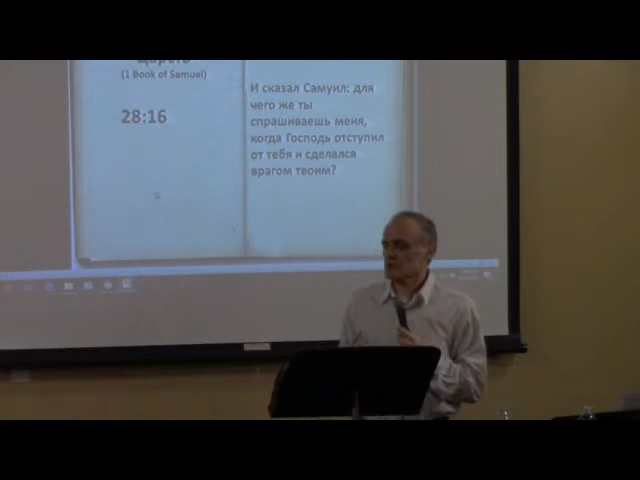 (1 Book of Samuel)
28:16
И сказал Самуил: для
чего же ты
спрашиваешь меня,
когда Господь отступил
от тебя и сделался
врагом твоим?